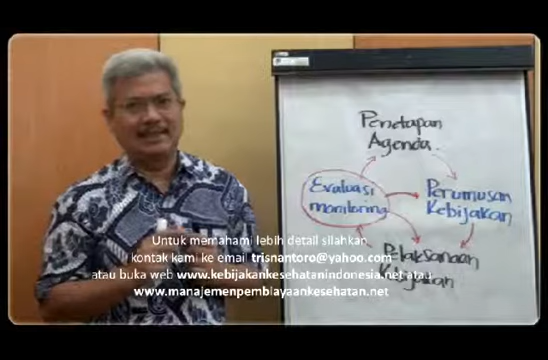 Penetapan
Agenda.
Evaluasi
monitoring
Perumusan
Kebijakan
Pelaksanaan
Untuk memahami lebih detail silahkan
kontak kami ke email trisnantoro@yahoo.com
atau buka web www.kebijakankesehatanindonesia.net atau
www.manajemenpembiayaankesehatan.net